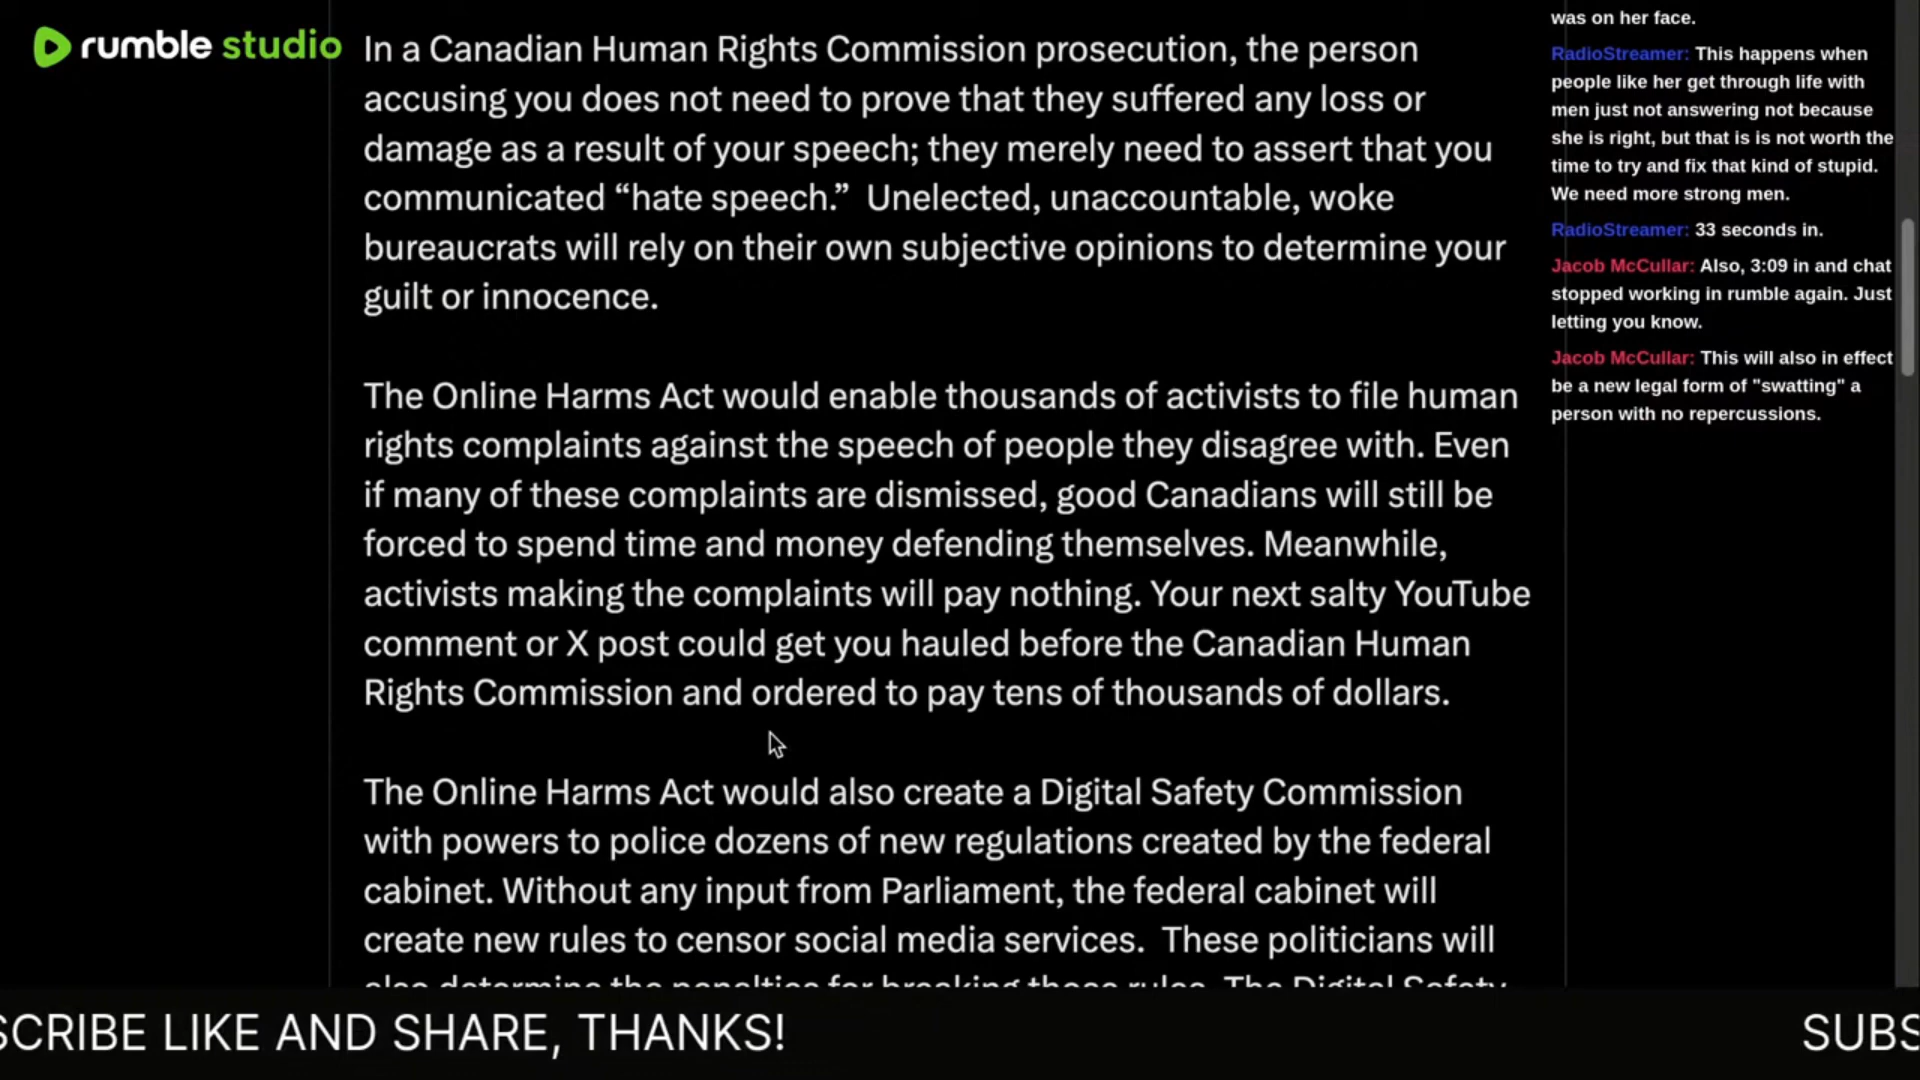 rumble studio
In a Canadian Human Rights Commission prosecution, the person
accusing you does not need to prove that they suffered any loss or
damage as a result of your speech; they merely need to assert that you
communicated “hate speech.”  Unelected, unaccountable, woke
bureaucrats will rely on their own subjective opinions to determine your
guilt or innocence.
The Online Harms Act would enable thousands of activists to file human
rights complaints against the speech of people they disagree with. Even
if many of these complaints are dismissed, good Canadians will still be
forced to spend time and money defending themselves. Meanwhile,
activists making the complaints will pay nothing. Your next salty YouTube
comment or X post could get you hauled before the Canadian Human
Rights Commission and ordered to pay tens of thousands of dollars.
The Online Harms Act would also create a Digital Safety Commission
with powers to police dozens of new regulations created by the federal
cabinet. Without any input from Parliament, the federal cabinet will
create new rules to censor social media services.  These politicians will
also determine the penalties for breaking these rules. The Digital Safety
was on her face.
RadioStreamer: This happens when
people like her get through life with
men just not answering not because
she is right, but that is is not worth the
time to try and fix that kind of stupid.
We need more strong men.
RadioStreamer: 33 seconds in.
Jacob McCullar: Also, 3:09 in and chat
stopped working in rumble again. Just
letting you know.
Jacob McCullar: This will also in effect
be a new legal form of "swatting" a
person with no repercussions.
SCRIBE LIKE AND SHARE, THANKS!
SUBS